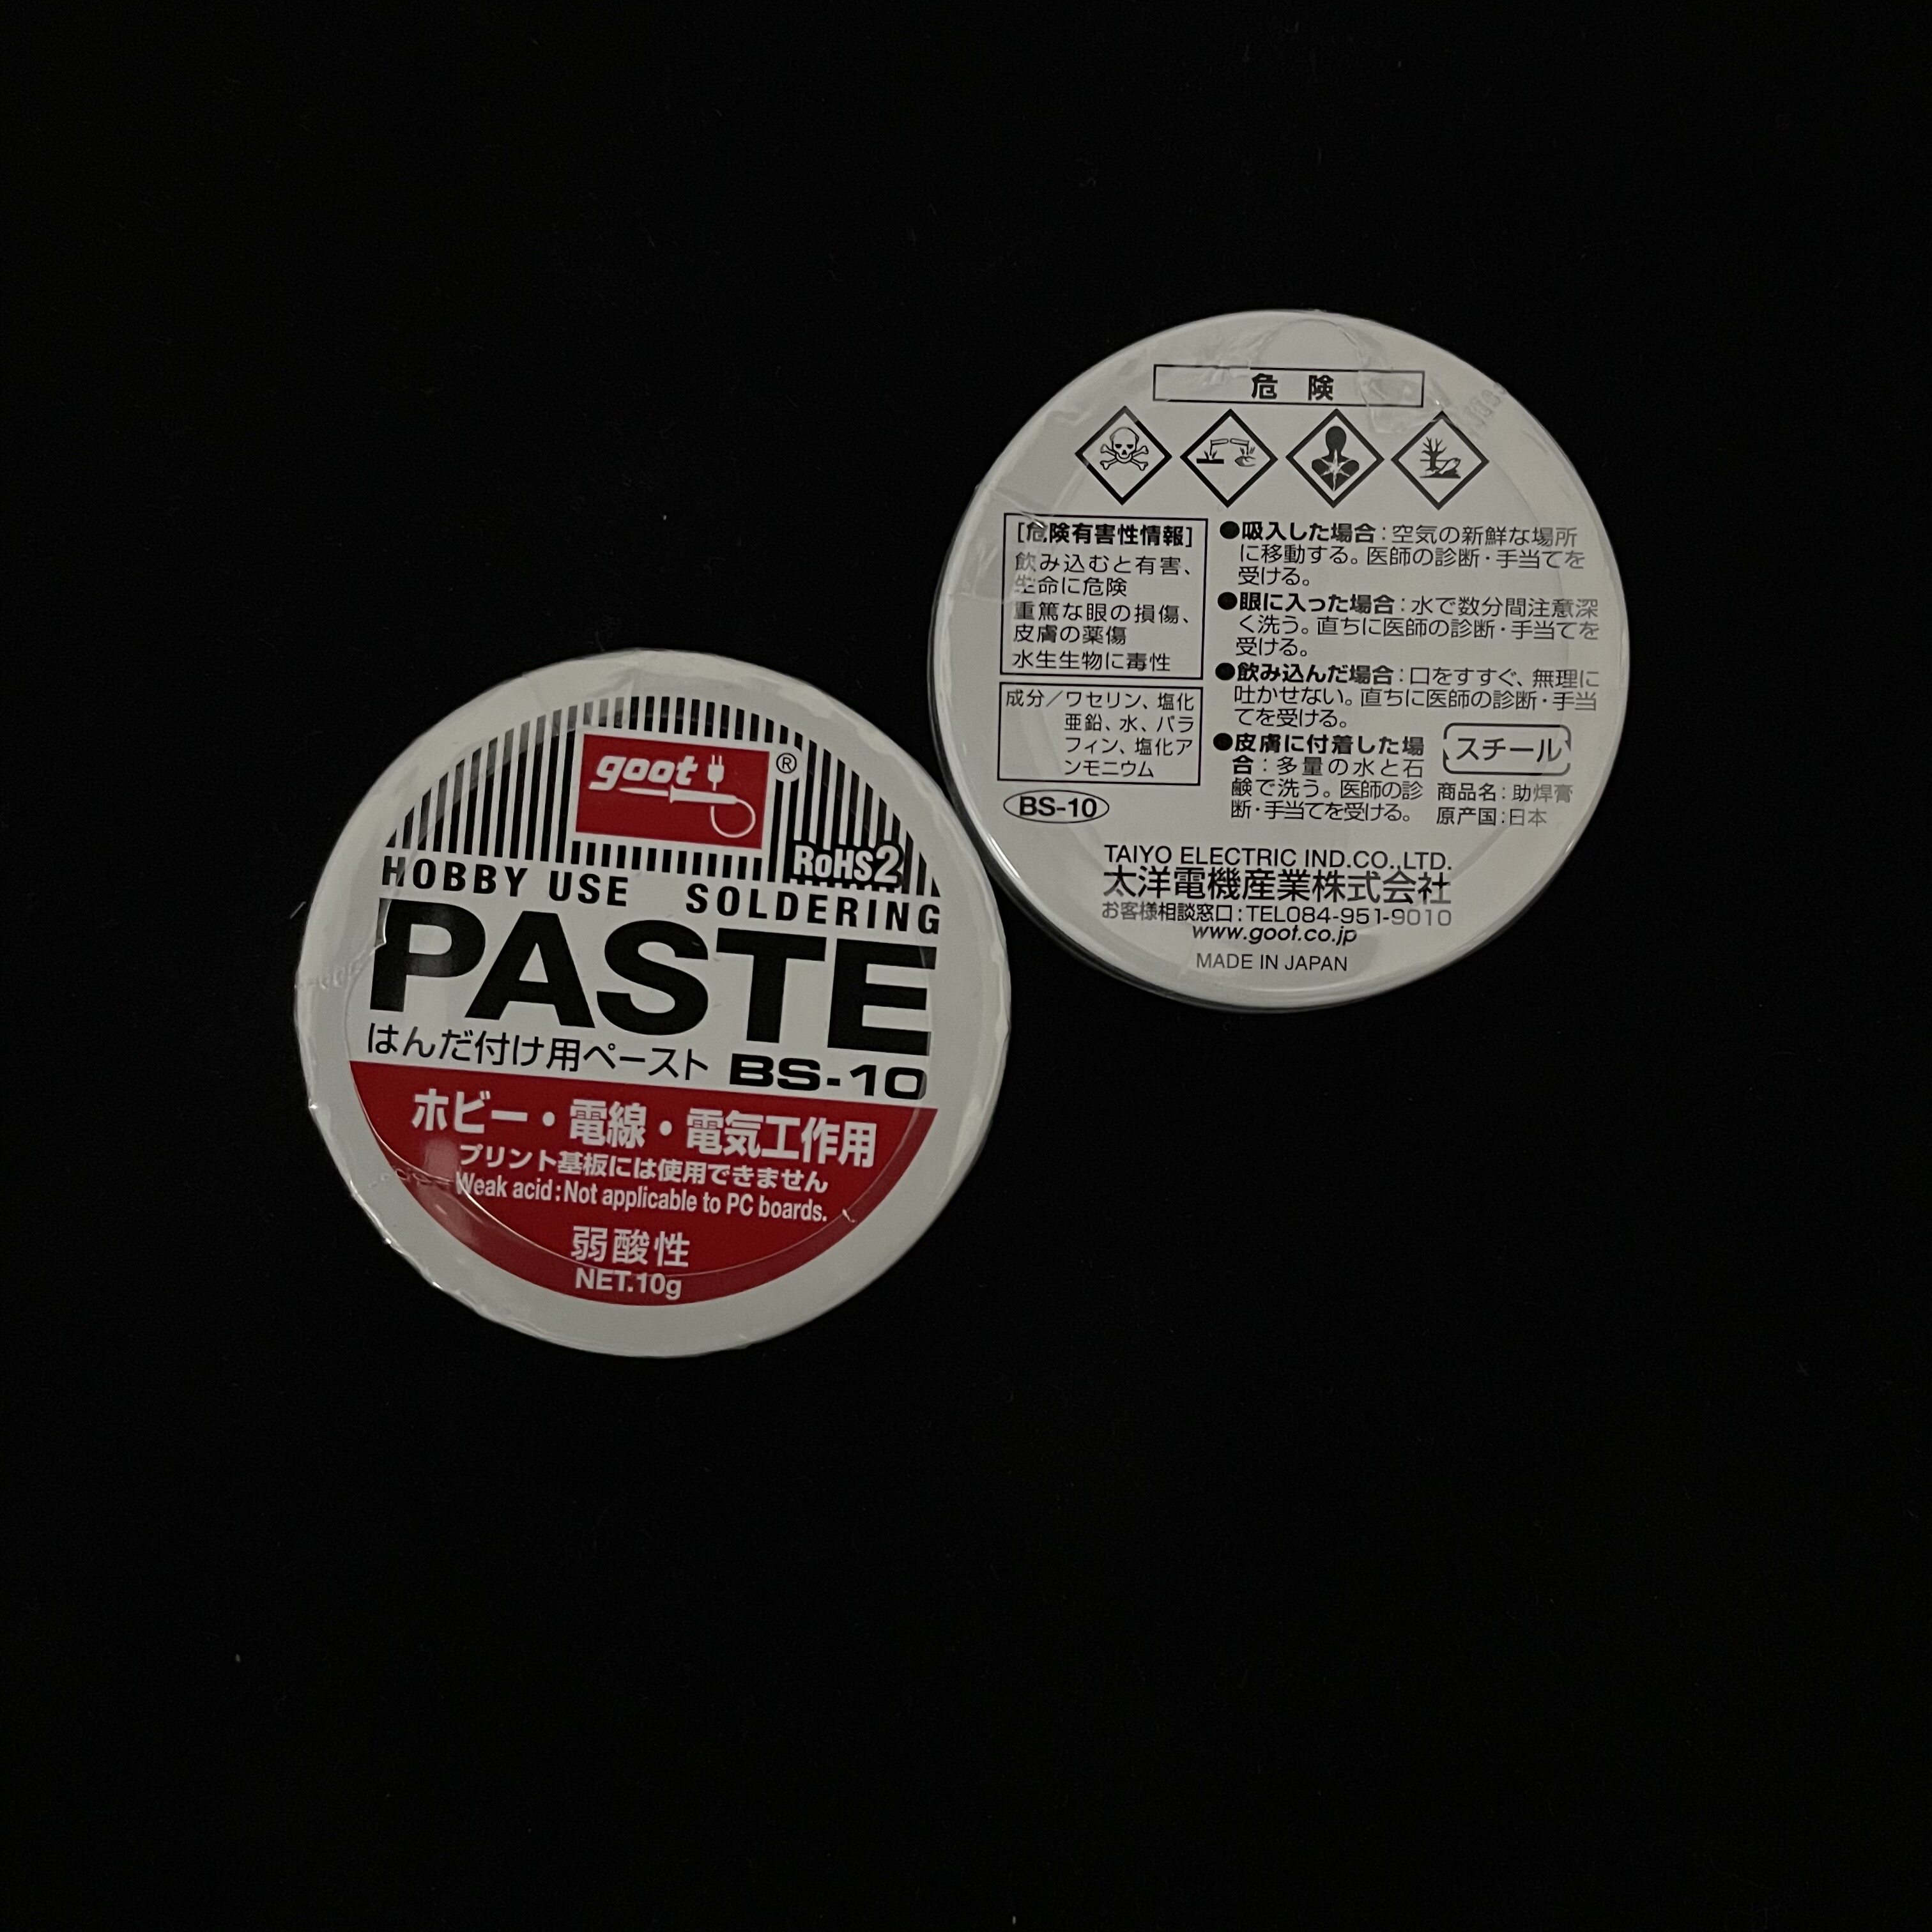 goot
®
RoHS2
HOBBY USE SOLDERING
PASTE
はんだ付け用ペースト BS-10
ホビー・電線・電気工作用
プリント基板には使用できません
Weak acid:Not applicable to PC boards.
弱酸性
NET.10g
危険
[危険有害性情報]
飲み込むと有害、
生命に危険
重篤な眼の損傷、
皮膚の薬傷
水生生物に毒性
成分／ワセリン、塩化
亜鉛、水、パラ
フィン、塩化ア
ンモニウム
BS-10
●吸入した場合：空気の新鮮な場所
に移動する。医師の診断・手当てを
受ける。
●眼に入った場合：水で数分間注意深
く洗う。直ちに医師の診断・手当てを
受ける。
●飲み込んだ場合：口をすすぐ、無理に
吐かせない。直ちに医師の診断・手当
てを受ける。
●皮膚に付着した場
合：多量の水と石
鹸で洗う。医師の診
断・手当てを受ける。
スチール
商品名：助焊膏
原产国：日本
TAIYO ELECTRIC IND.CO.,LTD.
太洋電機産業株式会社
お客様相談窓口：TEL084-951-9010
www.goot.co.jp
MADE IN JAPAN